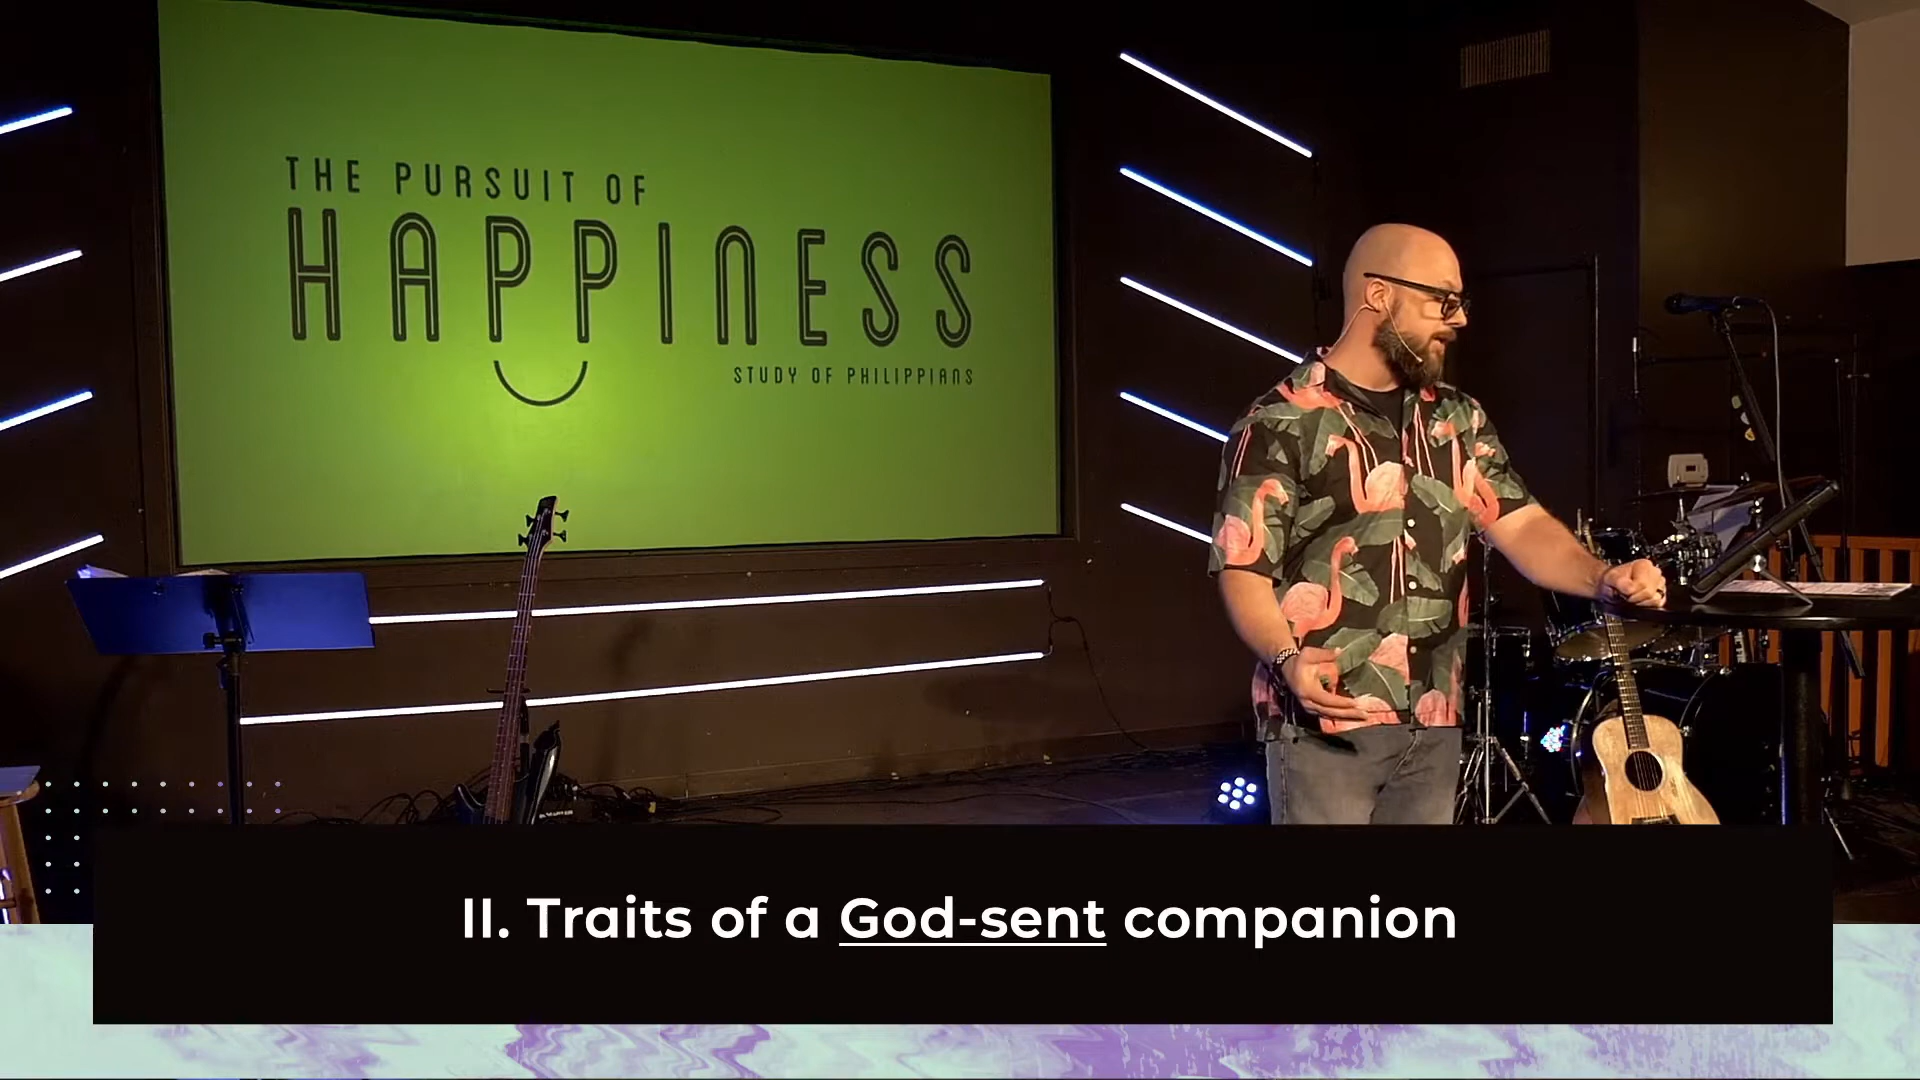 THE PURSUIT OF
HAPPINESS
STUDY OF PHILIPPIANS
II. Traits of a God-sent companion